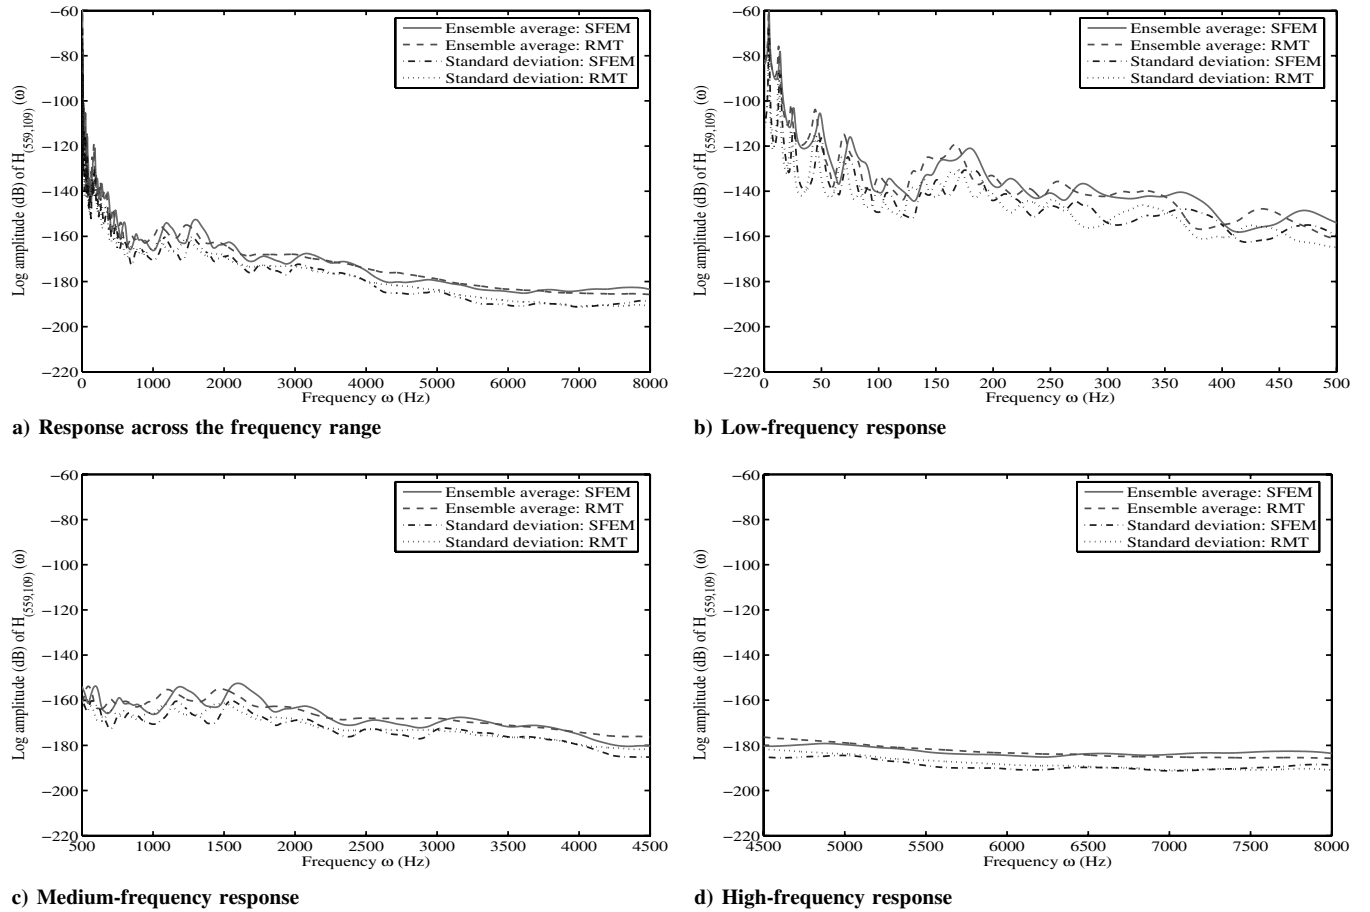 −60
−80
−100
−120
−140
−160
−180
−200
−220
0
1000
2000
3000
4000
5000
6000
7000
8000
Log amplitude (dB) of H(559,109) (ω)
Frequency ω (Hz)
Ensemble average: SFEM
Ensemble average: RMT
Standard deviation: SFEM
Standard deviation: RMT
a) Response across the frequency range
−60
−80
−100
−120
−140
−160
−180
−200
−220
0
50
100
150
200
250
300
350
400
450
500
Log amplitude (dB) of H(559,109) (ω)
Frequency ω (Hz)
Ensemble average: SFEM
Ensemble average: RMT
Standard deviation: SFEM
Standard deviation: RMT
b) Low-frequency response
−60
−80
−100
−120
−140
−160
−180
−200
−220
500
1000
1500
2000
2500
3000
3500
4000
4500
Log amplitude (dB) of H(559,109) (ω)
Frequency ω (Hz)
Ensemble average: SFEM
Ensemble average: RMT
Standard deviation: SFEM
Standard deviation: RMT
c) Medium-frequency response
−60
−80
−100
−120
−140
−160
−180
−200
−220
4500
5000
5500
6000
6500
7000
7500
8000
Log amplitude (dB) of H(559,109) (ω)
Frequency ω (Hz)
Ensemble average: SFEM
Ensemble average: RMT
Standard deviation: SFEM
Standard deviation: RMT
d) High-frequency response